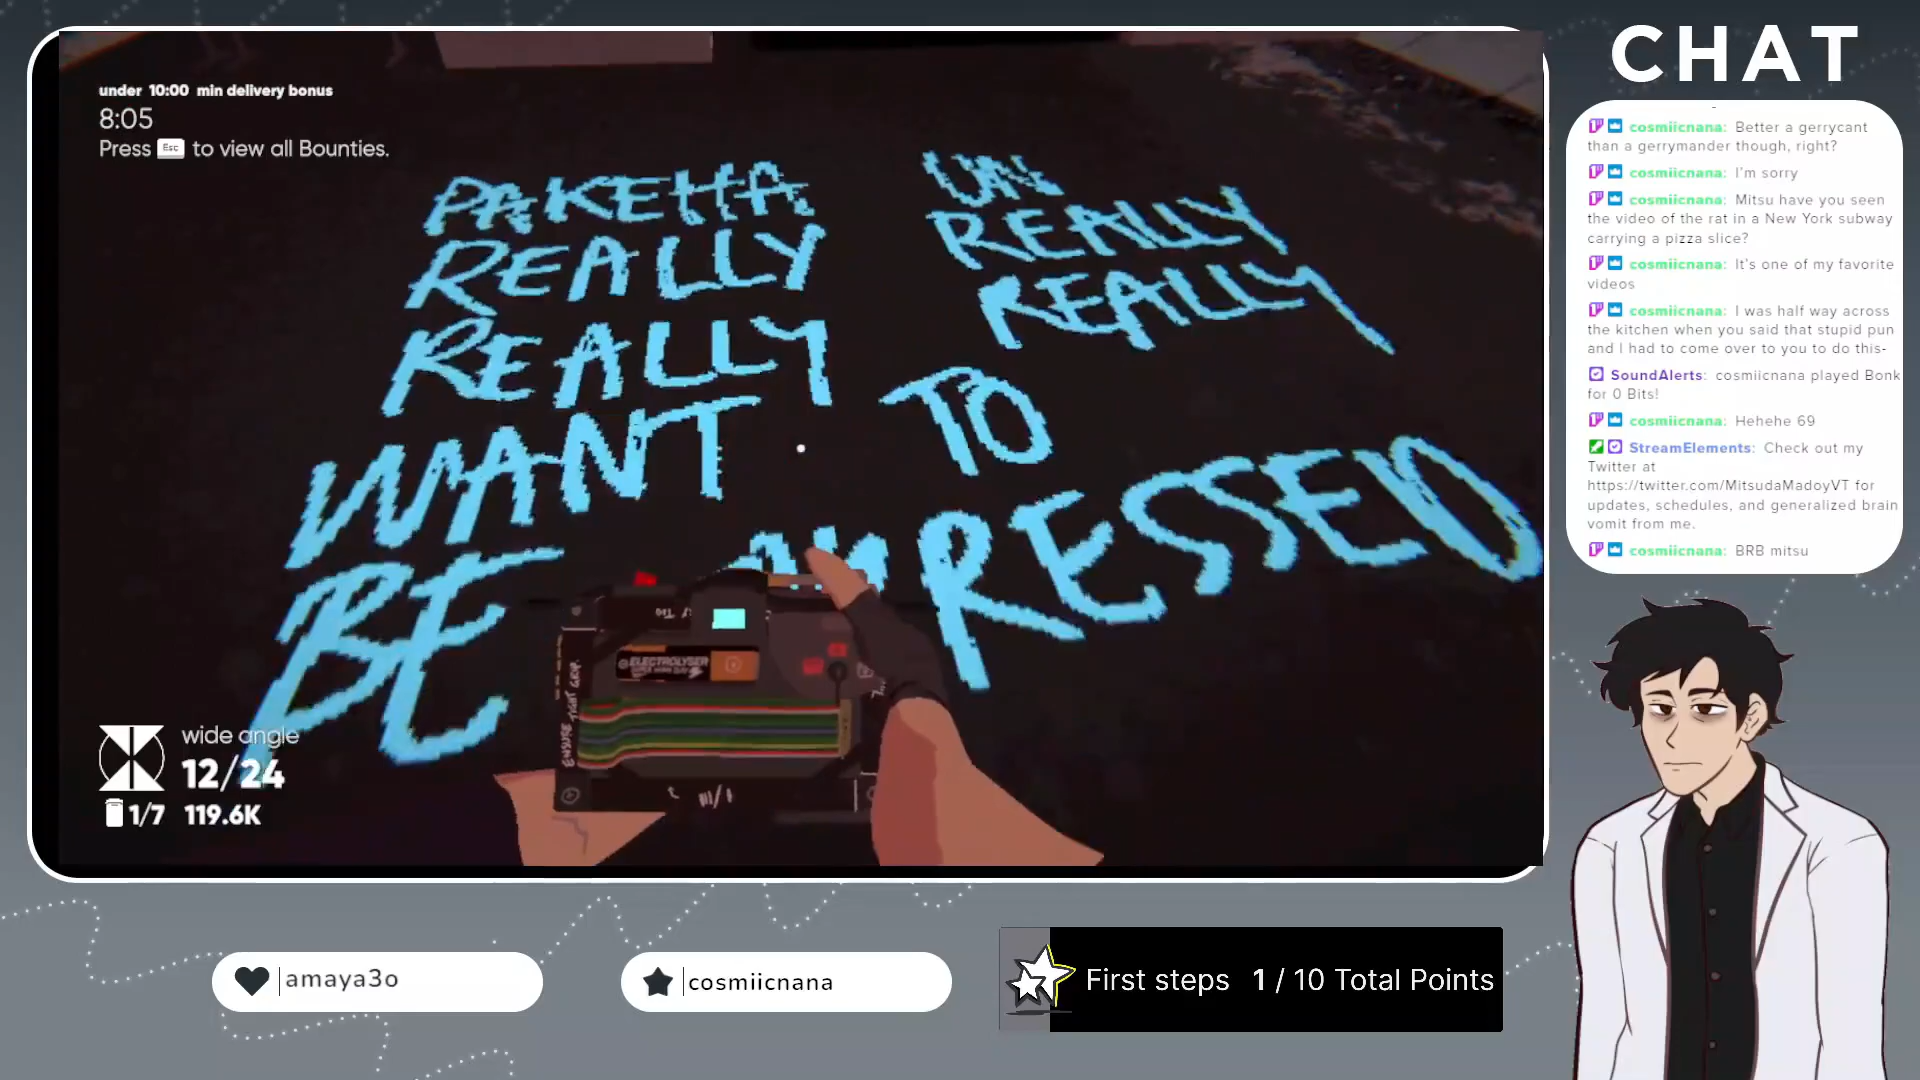 CHAT
under 10:00 min delivery bonus
8:05
Press Esc to view all Bounties.
PAKEHA
REALLY
REALLY
WANT TO
BE
UN
REALLY
REALLY
RESSED
ELECTROLYSER
ENSURE TIGHT GRIP.
wide angle
12/24
1/7 119.6K
cosmiicnana: Better a gerrycant
than a gerrymander though, right?
cosmiicnana: I'm sorry
cosmiicnana: Mitsu have you seen
the video of the rat in a New York subway
carrying a pizza slice?
cosmiicnana: It's one of my favorite
videos
cosmiicnana: I was half way across
the kitchen when you said that stupid pun
and I had to come over to you to do this-
SoundAlerts: cosmiicnana played Bonk
for 0 Bits!
cosmiicnana: Hehehe 69
StreamElements: Check out my
Twitter at
https://twitter.com/MitsudaMadoyVT for
updates, schedules, and generalized brain
vomit from me.
cosmiicnana: BRB mitsu
amaya3o
cosmiicnana
First steps 1 / 10 Total Points